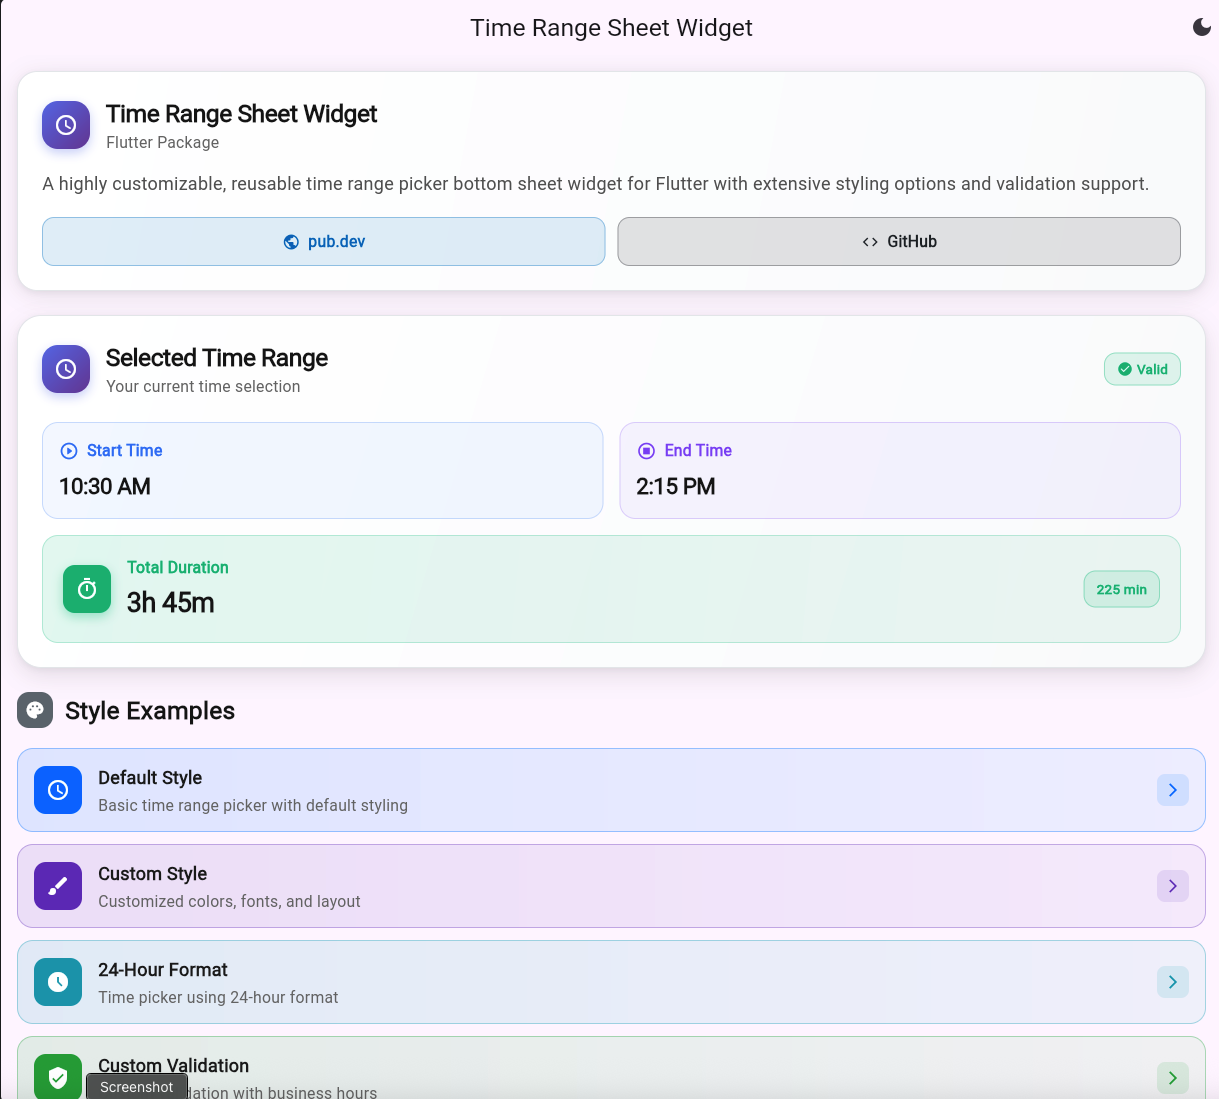 Time Range Sheet Widget
Time Range Sheet Widget
Flutter Package
A highly customizable, reusable time range picker bottom sheet widget for Flutter with extensive styling options and validation support.
pub.dev
GitHub
Selected Time Range
Your current time selection
Valid
Start Time
10:30 AM
End Time
2:15 PM
Total Duration
3h 45m
225 min
Style Examples
Default Style
Basic time range picker with default styling
Custom Style
Customized colors, fonts, and layout
24-Hour Format
Time picker using 24-hour format
Custom Validation
with business hours
Screenshot